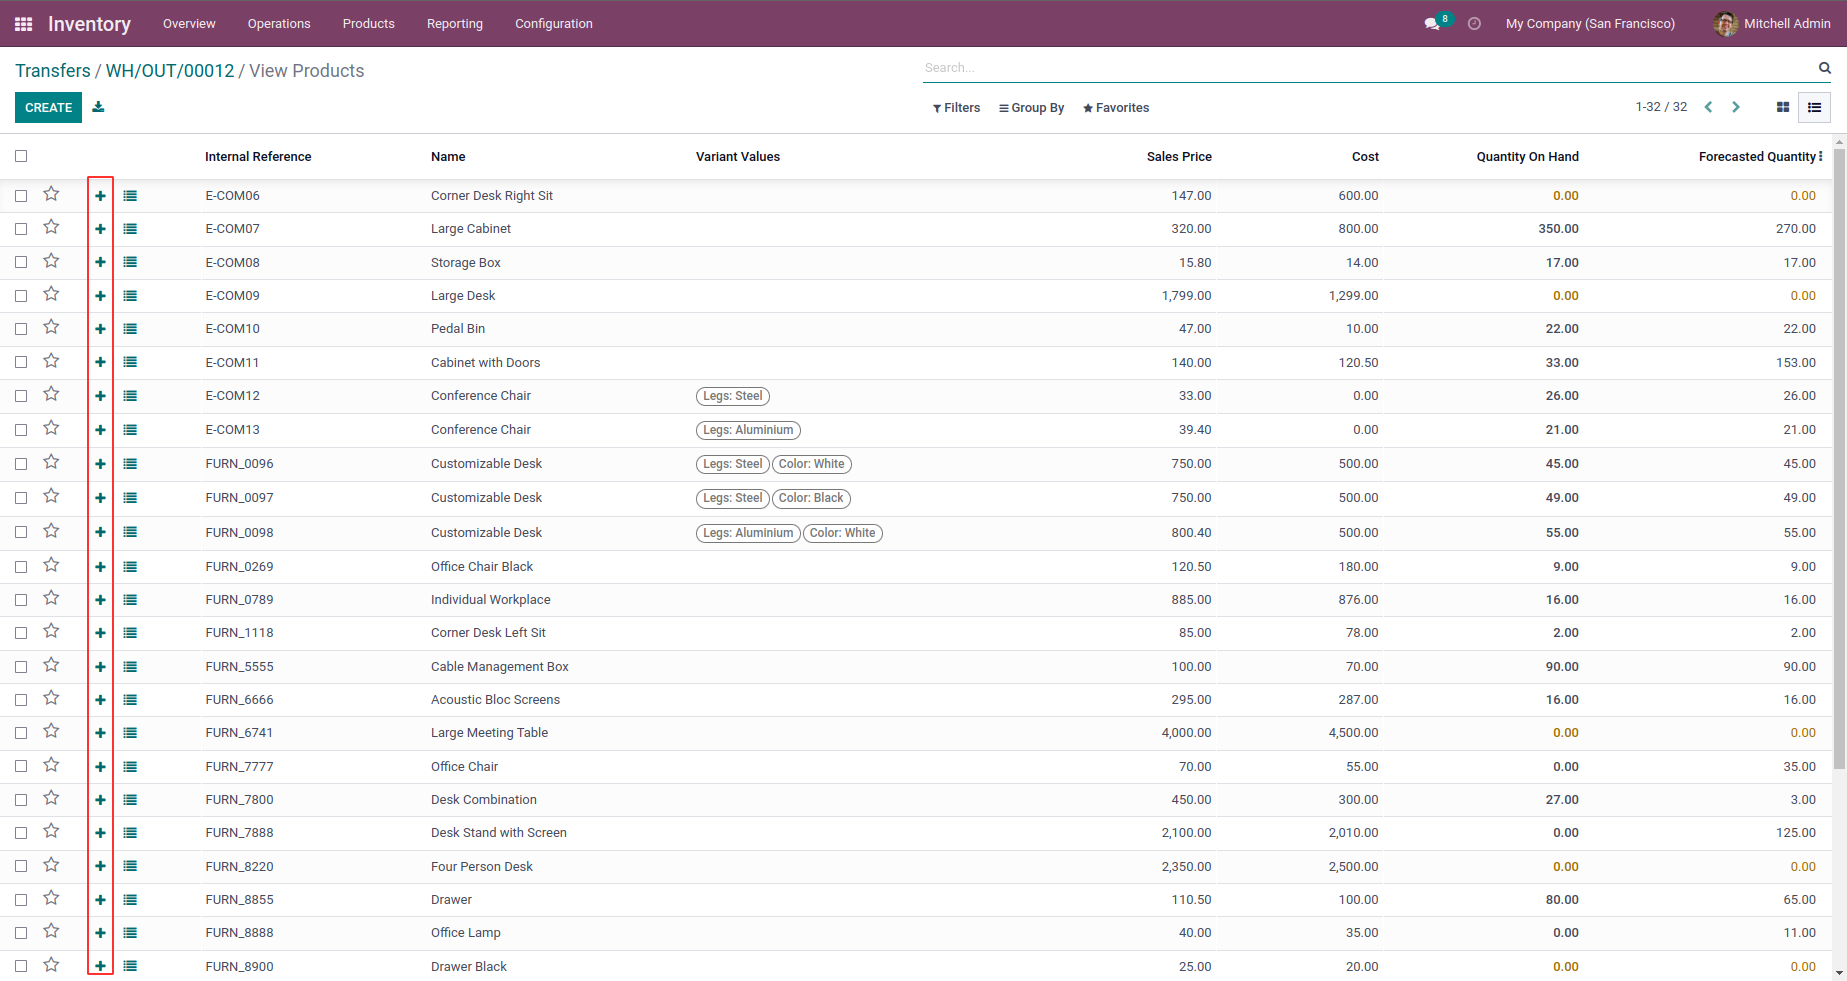 Inventory Overview Operations Products Reporting Configuration 8 My Company (San Francisco) Mitchell Admin
Transfers / WH/OUT/00012 / View Products
Search...
CREATE
Filters Group By Favorites 1-32 / 32
Internal Reference Name Variant Values Sales Price Cost Quantity On Hand Forecasted Quantity
E-COM06 Corner Desk Right Sit 147.00 600.00 0.00 0.00
E-COM07 Large Cabinet 320.00 800.00 350.00 270.00
E-COM08 Storage Box 15.80 14.00 17.00 17.00
E-COM09 Large Desk 1,799.00 1,299.00 0.00 0.00
E-COM10 Pedal Bin 47.00 10.00 22.00 22.00
E-COM11 Cabinet with Doors 140.00 120.50 33.00 153.00
E-COM12 Conference Chair Legs: Steel 33.00 0.00 26.00 26.00
E-COM13 Conference Chair Legs: Aluminium 39.40 0.00 21.00 21.00
FURN_0096 Customizable Desk Legs: Steel Color: White 750.00 500.00 45.00 45.00
FURN_0097 Customizable Desk Legs: Steel Color: Black 750.00 500.00 49.00 49.00
FURN_0098 Customizable Desk Legs: Aluminium Color: White 800.40 500.00 55.00 55.00
FURN_0269 Office Chair Black 120.50 180.00 9.00 9.00
FURN_0789 Individual Workplace 885.00 876.00 16.00 16.00
FURN_1118 Corner Desk Left Sit 85.00 78.00 2.00 2.00
FURN_5555 Cable Management Box 100.00 70.00 90.00 90.00
FURN_6666 Acoustic Bloc Screens 295.00 287.00 16.00 16.00
FURN_6741 Large Meeting Table 4,000.00 4,500.00 0.00 0.00
FURN_7777 Office Chair 70.00 55.00 0.00 35.00
FURN_7800 Desk Combination 450.00 300.00 27.00 3.00
FURN_7888 Desk Stand with Screen 2,100.00 2,010.00 0.00 125.00
FURN_8220 Four Person Desk 2,350.00 2,500.00 0.00 0.00
FURN_8855 Drawer 110.50 100.00 80.00 65.00
FURN_8888 Office Lamp 40.00 35.00 0.00 11.00
FURN_8900 Drawer Black 25.00 20.00 0.00 0.00